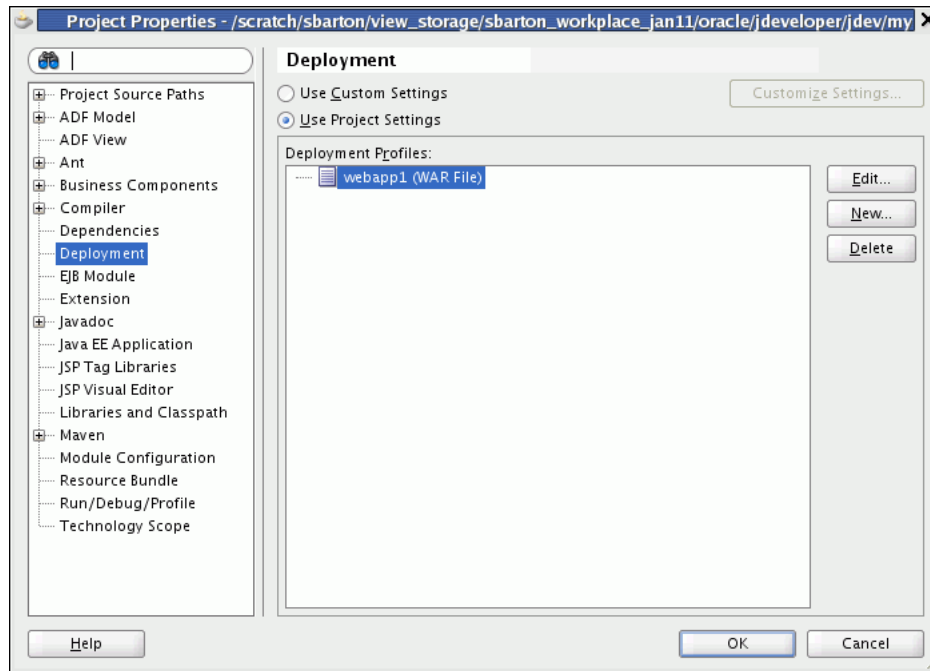 Project Properties - /scratch/sbarton/view_storage/sbarton_workplace_jan11/oracle/jdeveloper/jdev/my
Project Source Paths
ADF Model
ADF View
Ant
Business Components
Compiler
Dependencies
Deployment
EJB Module
Extension
Javadoc
Java EE Application
JSP Tag Libraries
JSP Visual Editor
Libraries and Classpath
Maven
Module Configuration
Resource Bundle
Run/Debug/Profile
Technology Scope
Deployment
Use Custom Settings
Customize Settings...
Use Project Settings
Deployment Profiles:
webapp1 (WAR File)
Edit...
New...
Delete
Help
OK
Cancel